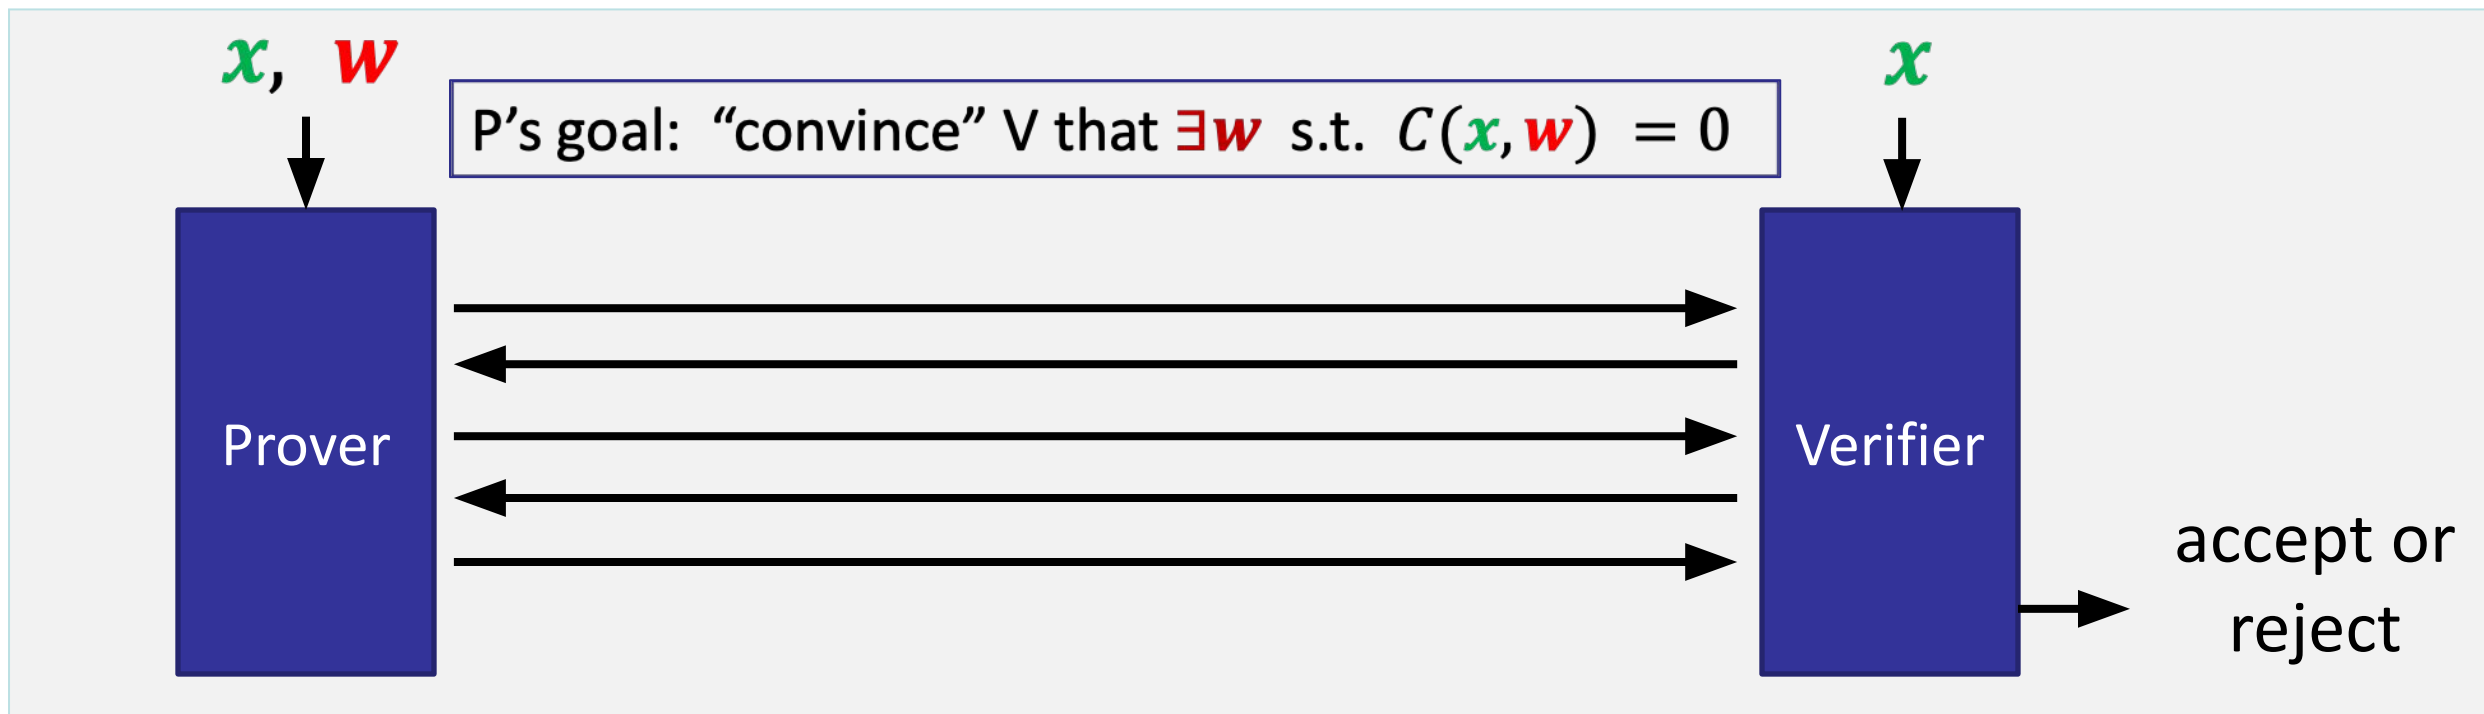 x, w
x
P’s goal: “convince” V that ∃w s.t. C(x, w) = 0
Prover
Verifier
accept or
reject